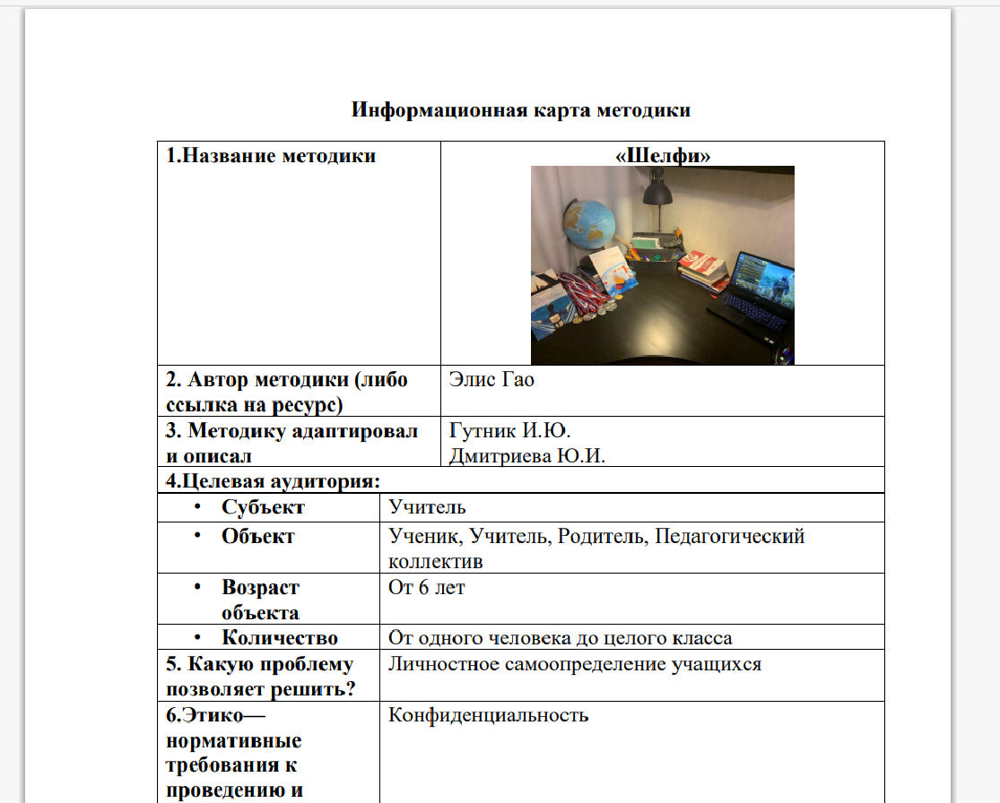 Информационная карта методики
1.Название методики
«Шелфи»
2. Автор методики (либо
ссылка на ресурс)
Элис Гао
3. Методику адаптировал
и описал
Гутник И.Ю.
Дмитриева Ю.И.
4.Целевая аудитория:
• Субъект
Учитель
• Объект
Ученик, Учитель, Родитель, Педагогический
коллектив
• Возраст
объекта
От 6 лет
• Количество
От одного человека до целого класса
5. Какую проблему
позволяет решить?
Личностное самоопределение учащихся
6.Этико—
нормативные
требования к
проведению и
Конфиденциальность